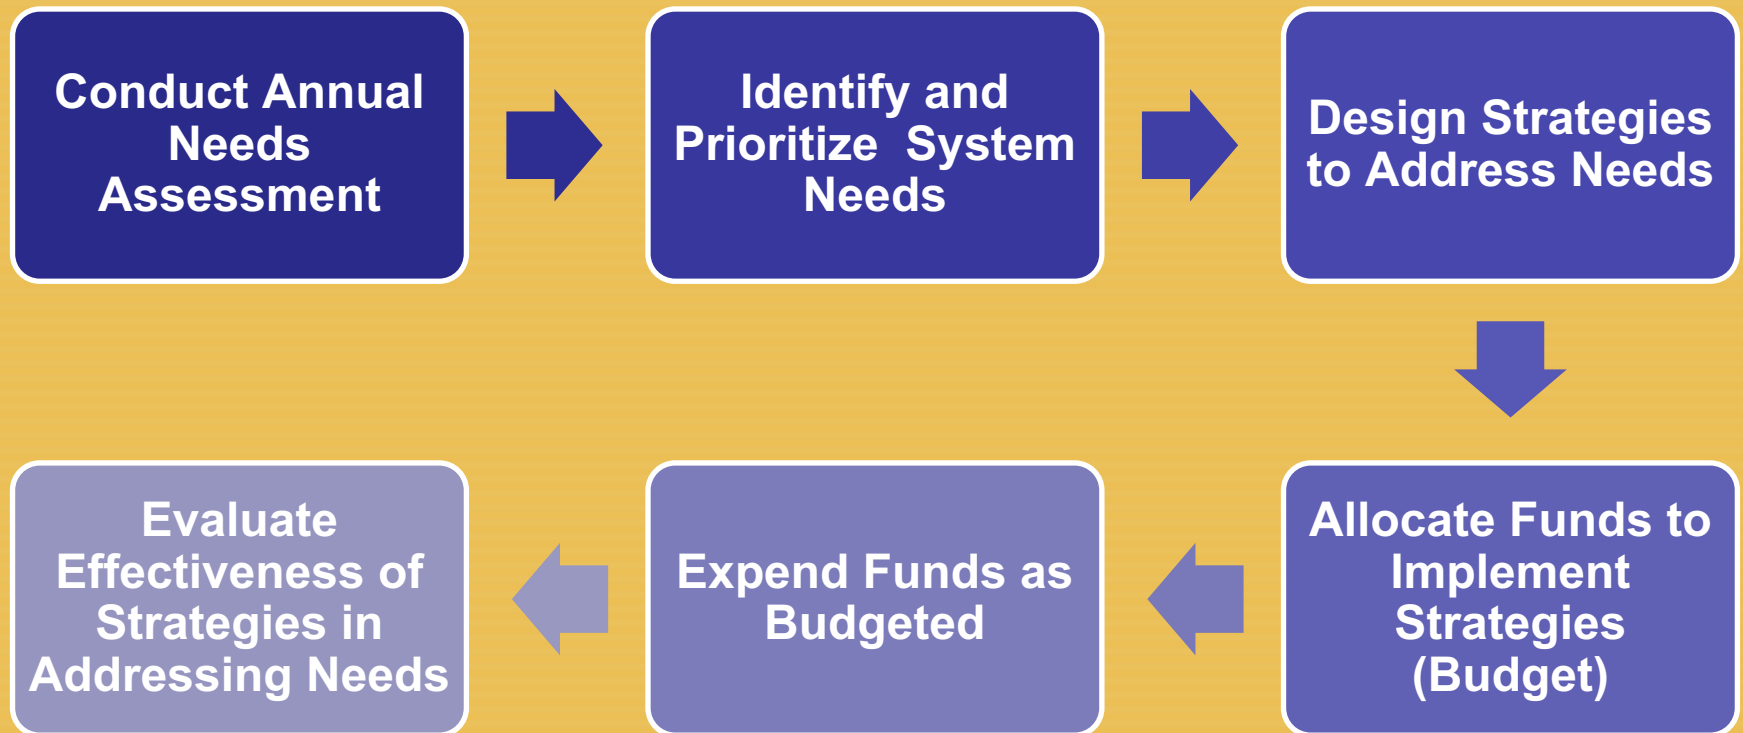 Conduct Annual
Needs
Assessment
Identify and
Prioritize  System
Needs
Design Strategies
to Address Needs
Allocate Funds to
Implement
Strategies
(Budget)
Expend Funds as
Budgeted
Evaluate
Effectiveness of
Strategies in
Addressing Needs